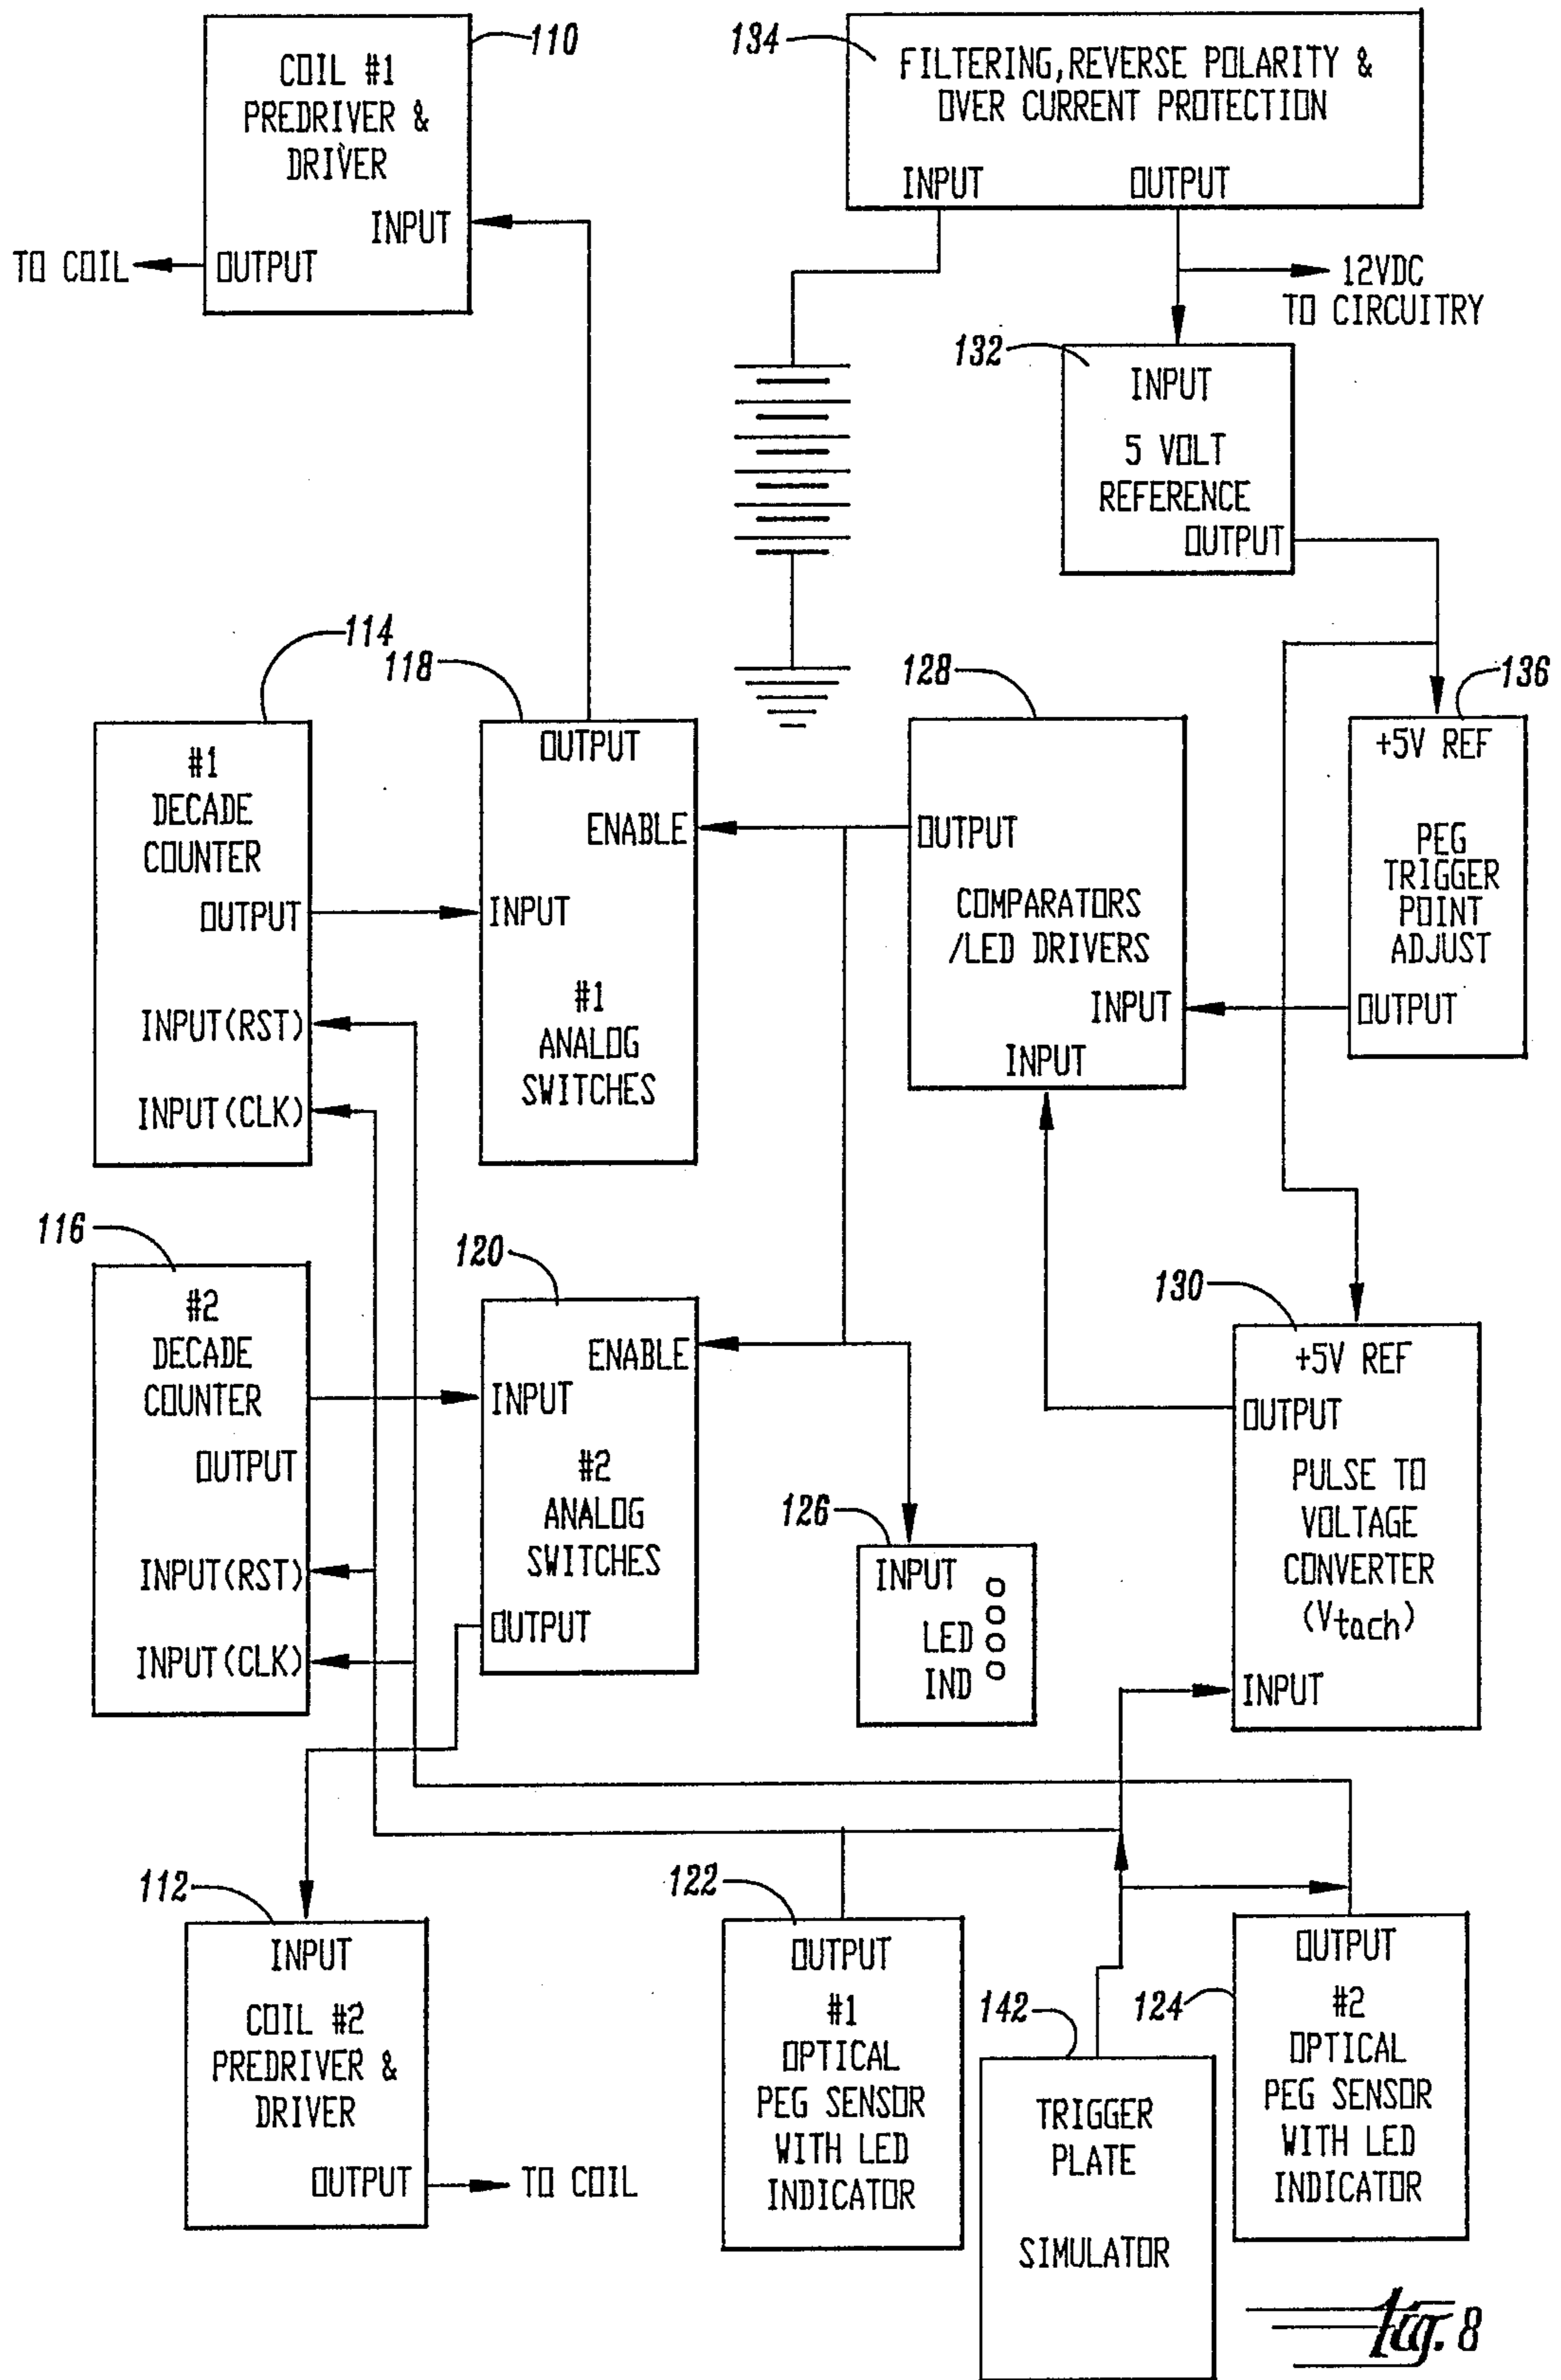 110
COIL #1
PREDRIVER &
DRIVER
INPUT
OUTPUT
TO COIL
134
FILTERING, REVERSE POLARITY &
OVER CURRENT PROTECTION
INPUT OUTPUT
12VDC
TO CIRCUITRY
132
INPUT
5 VOLT
REFERENCE
OUTPUT
114
#1
DECADE
COUNTER
OUTPUT
INPUT(RST)
INPUT(CLK)
118
OUTPUT
ENABLE
INPUT
#1
ANALOG
SWITCHES
128
OUTPUT
COMPARATORS
/LED DRIVERS
INPUT
INPUT
136
+5V REF
PEG
TRIGGER
POINT
ADJUST
OUTPUT
116
#2
DECADE
COUNTER
OUTPUT
INPUT(RST)
INPUT(CLK)
120
ENABLE
INPUT
#2
ANALOG
SWITCHES
OUTPUT
126
INPUT
LED
IND
130
+5V REF
OUTPUT
PULSE TO
VOLTAGE
CONVERTER
(Vtach)
INPUT
112
INPUT
COIL #2
PREDRIVER &
DRIVER
OUTPUT
TO COIL
122
OUTPUT
#1
OPTICAL
PEG SENSOR
WITH LED
INDICATOR
142
TRIGGER
PLATE
SIMULATOR
124
OUTPUT
#2
OPTICAL
PEG SENSOR
WITH LED
INDICATOR
Fig. 8